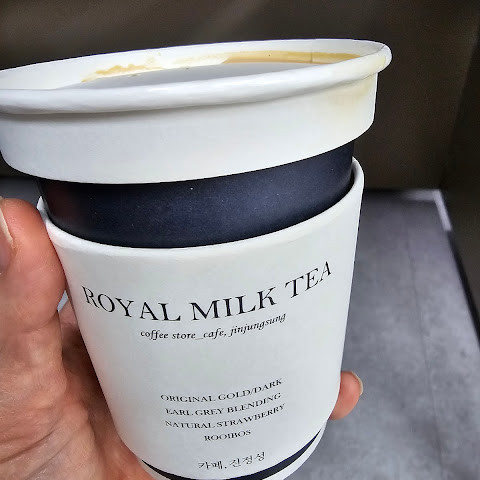 ROYAL MILK TEA
coffee store_cafe, jinjungsung
ORIGINAL GOLD/DARK
EARL GREY BLENDING
NATURAL STRAWBERRY
ROOIBOS
카페, 진정성